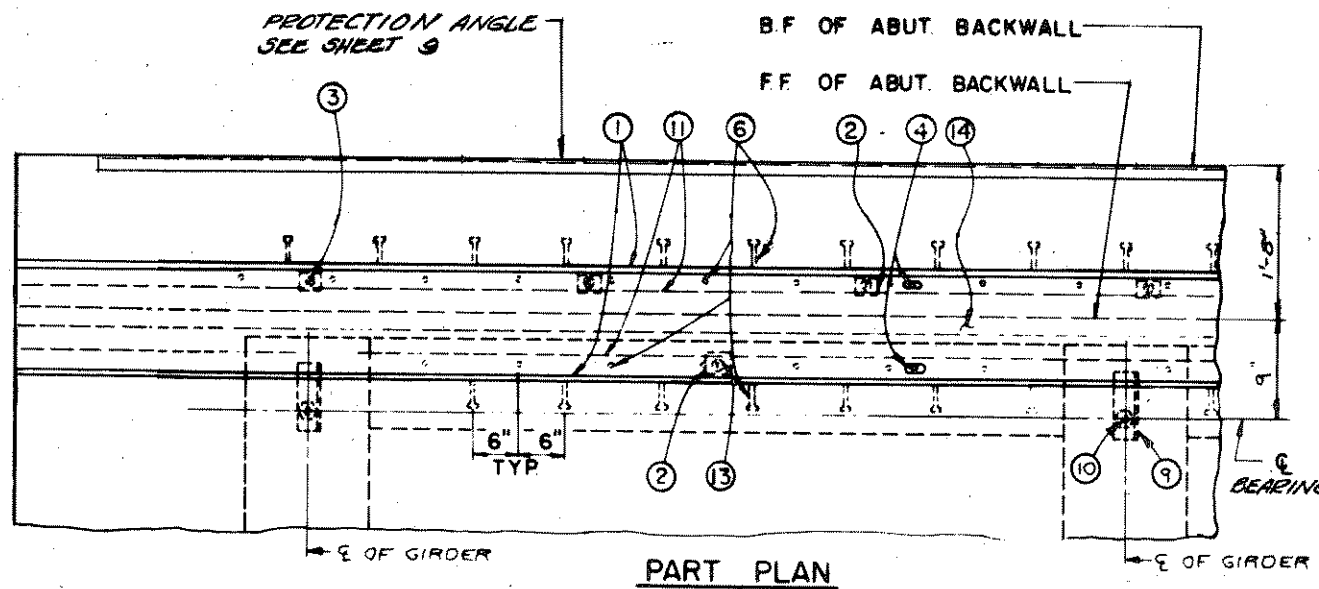 PROTECTION ANGLE
SEE SHEET 9
B.F OF ABUT. BACKWALL
F.F. OF ABUT. BACKWALL
3
1
11
6
2
4
14
1'-8"
9"
6" 6"
TYP.
2
13
10
9
℄
BEARING
℄ OF GIRDER
℄ OF GIRDER
PART PLAN